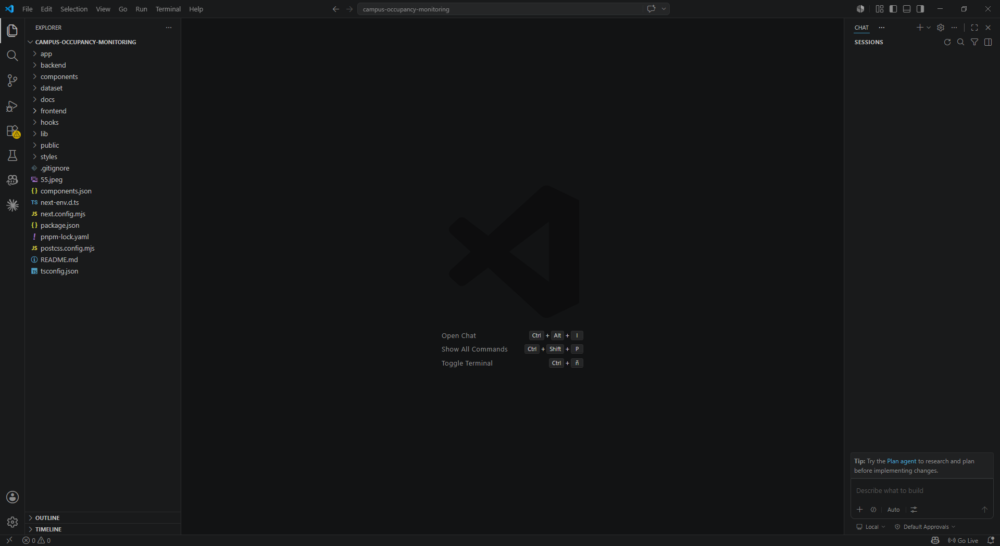 File Edit Selection View Go Run Terminal Help
campus-occupancy-monitoring
EXPLORER
CAMPUS-OCCUPANCY-MONITORING
app
backend
components
dataset
docs
frontend
hooks
lib
public
styles
.gitignore
55.jpeg
{} components.json
TS next-env.d.ts
JS next.config.mjs
{} package.json
! pnpm-lock.yaml
JS postcss.config.mjs
README.md
TS tsconfig.json
OUTLINE
TIMELINE
Open Chat Ctrl + Alt + I
Show All Commands Ctrl + Shift + P
Toggle Terminal Ctrl + ñ
CHAT
SESSIONS
Tip: Try the Plan agent to research and plan
before implementing changes.
Describe what to build
Auto
Local Default Approvals
0 0
Go Live